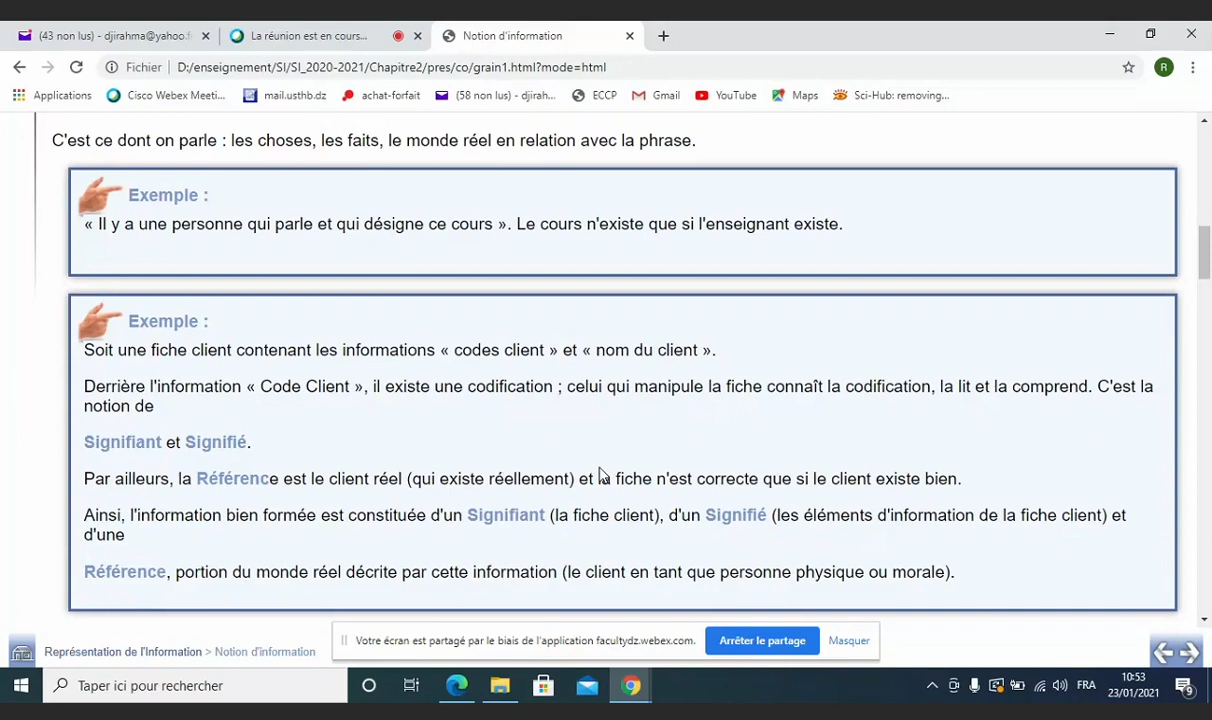 (43 non lus) - djirahma@yahoo.f
La réunion est en cours...
Notion d'information
Fichier
D:/enseignement/SI/SI_2020-2021/Chapitre2/pres/co/grain1.html?mode=html
R
Applications
Cisco Webex Meeti...
mail.usthb.dz
achat-forfait
(58 non lus) - djirah...
ECCP
Gmail
YouTube
Maps
Sci-Hub: removing...
C'est ce dont on parle : les choses, les faits, le monde réel en relation avec la phrase.
Exemple :
« Il y a une personne qui parle et qui désigne ce cours ». Le cours n'existe que si l'enseignant existe.
Exemple :
Soit une fiche client contenant les informations « codes client » et « nom du client ».
Derrière l'information « Code Client », il existe une codification ; celui qui manipule la fiche connaît la codification, la lit et la comprend. C'est la
notion de
Signifiant et Signifié.
Par ailleurs, la Référence est le client réel (qui existe réellement) et la fiche n'est correcte que si le client existe bien.
Ainsi, l'information bien formée est constituée d'un Signifiant (la fiche client), d'un Signifié (les éléments d'information de la fiche client) et
d'une
Référence, portion du monde réel décrite par cette information (le client en tant que personne physique ou morale).
Votre écran est partagé par le biais de l'application facultydz.webex.com.
Arrêter le partage
Masquer
Représentation de l'Information > Notion d'information
Taper ici pour rechercher
FRA
10:53
23/01/2021
9